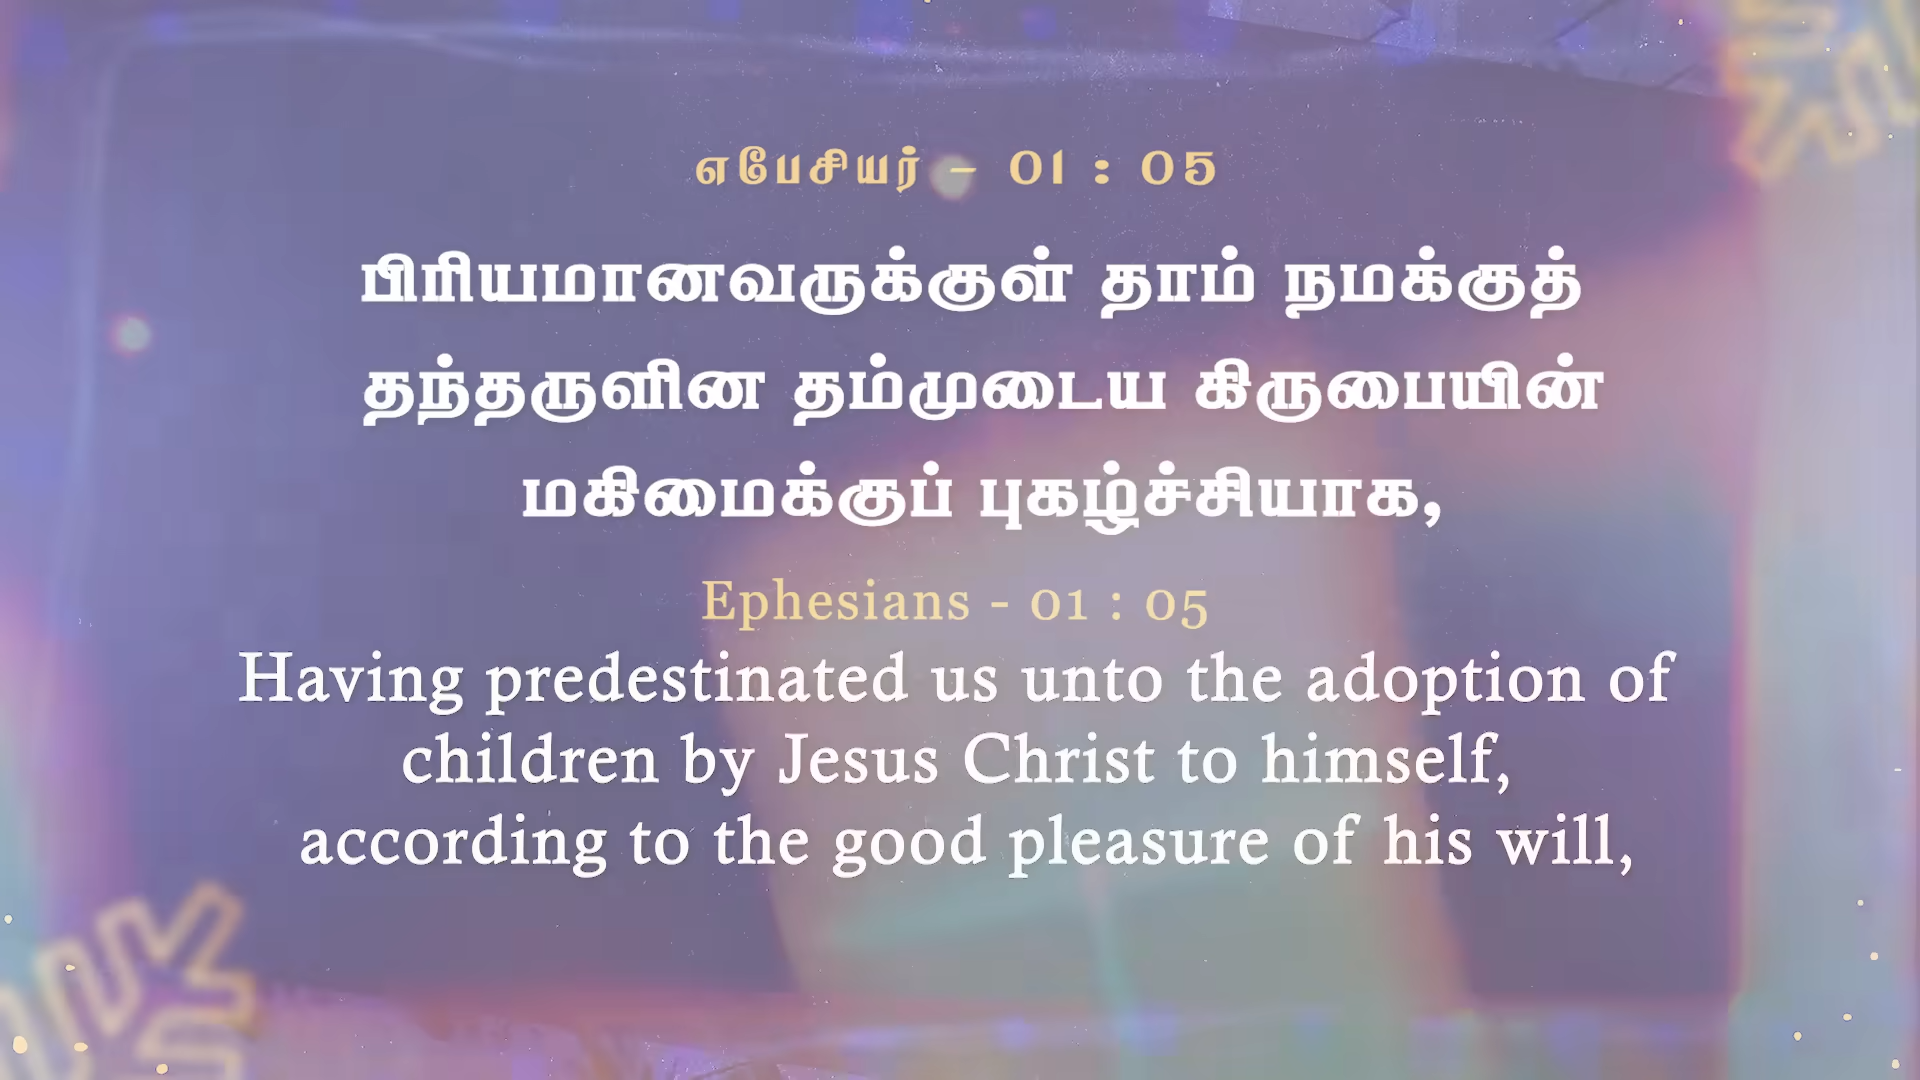 எபேசியர் - 01 : 05
பிரியமானவருக்குள் தாம் நமக்குத்
தந்தருளின தம்முடைய கிருபையின்
மகிமைக்குப் புகழ்ச்சியாக,
Ephesians - 01 : 05
Having predestinated us unto the adoption of
children by Jesus Christ to himself,
according to the good pleasure of his will,